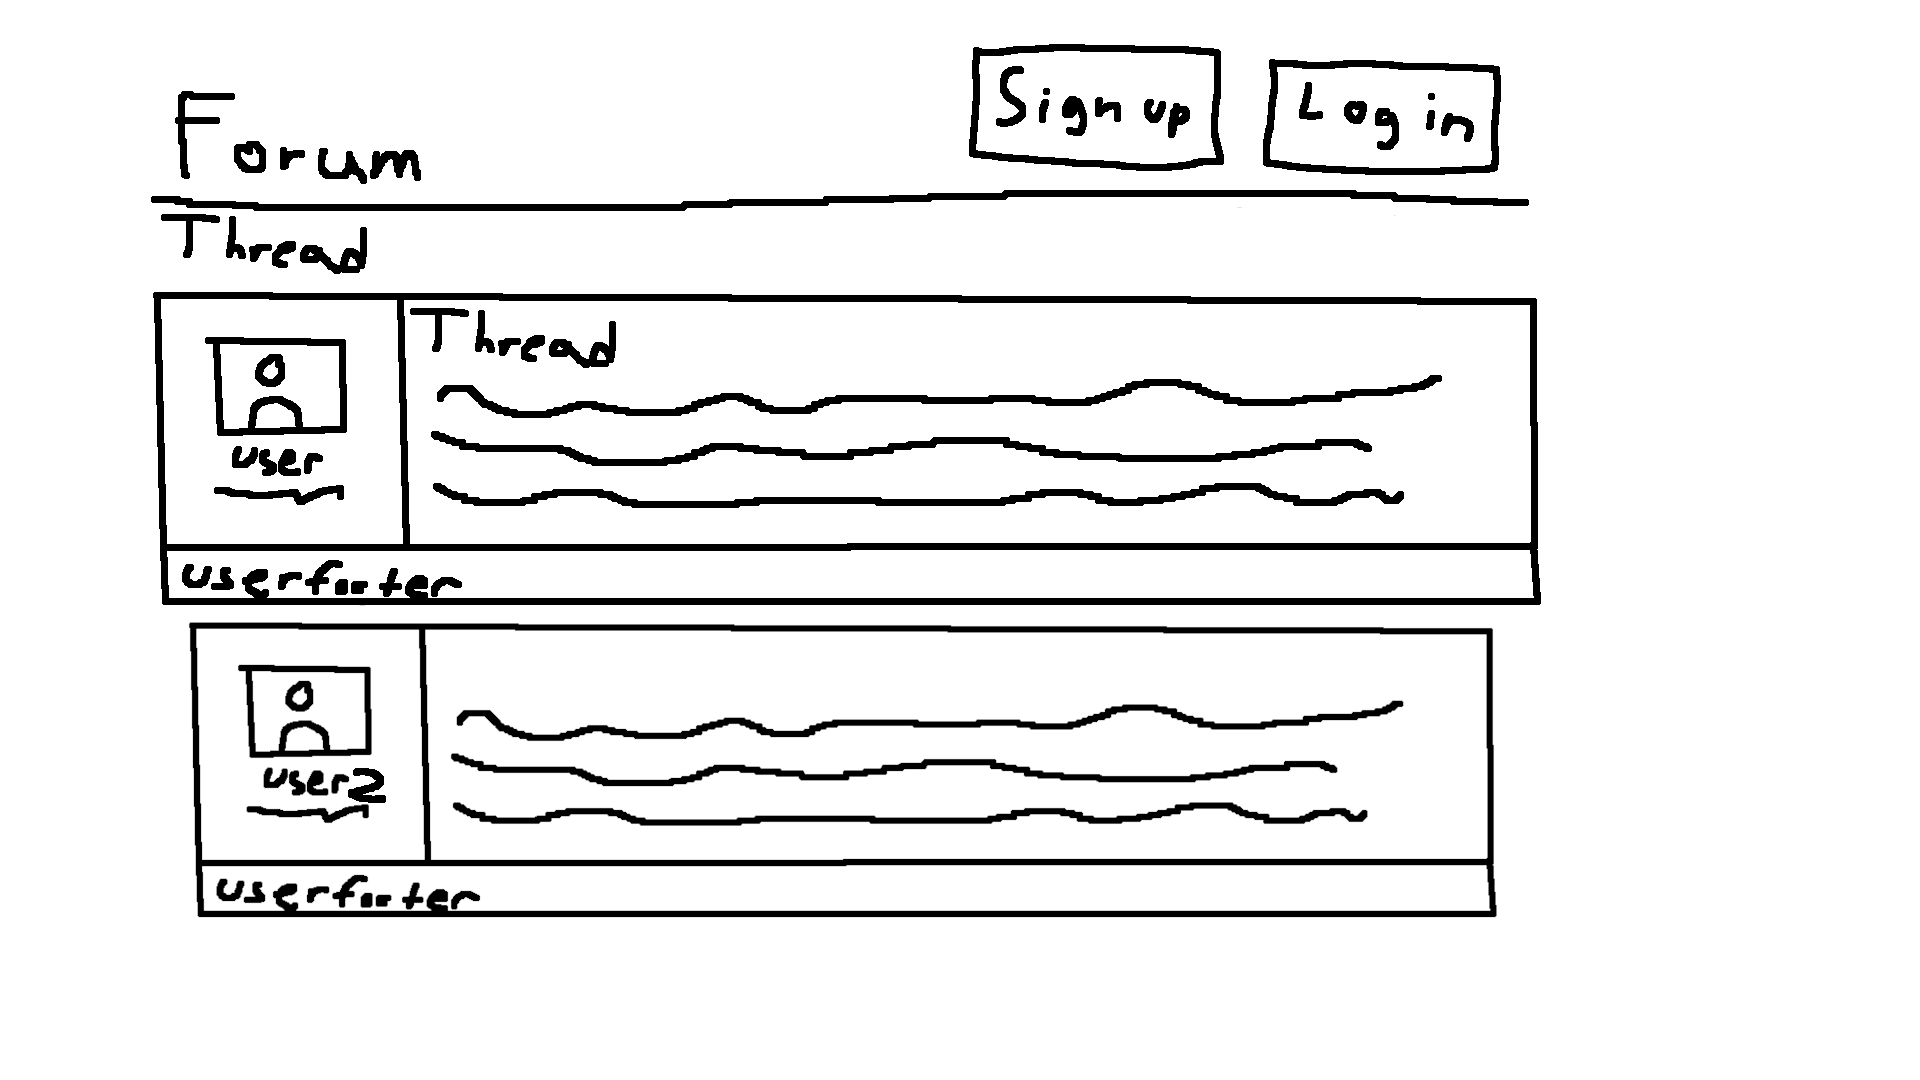 Forum
Sign up
Log in
Thread
Thread
user
userfooter
user2
userfooter